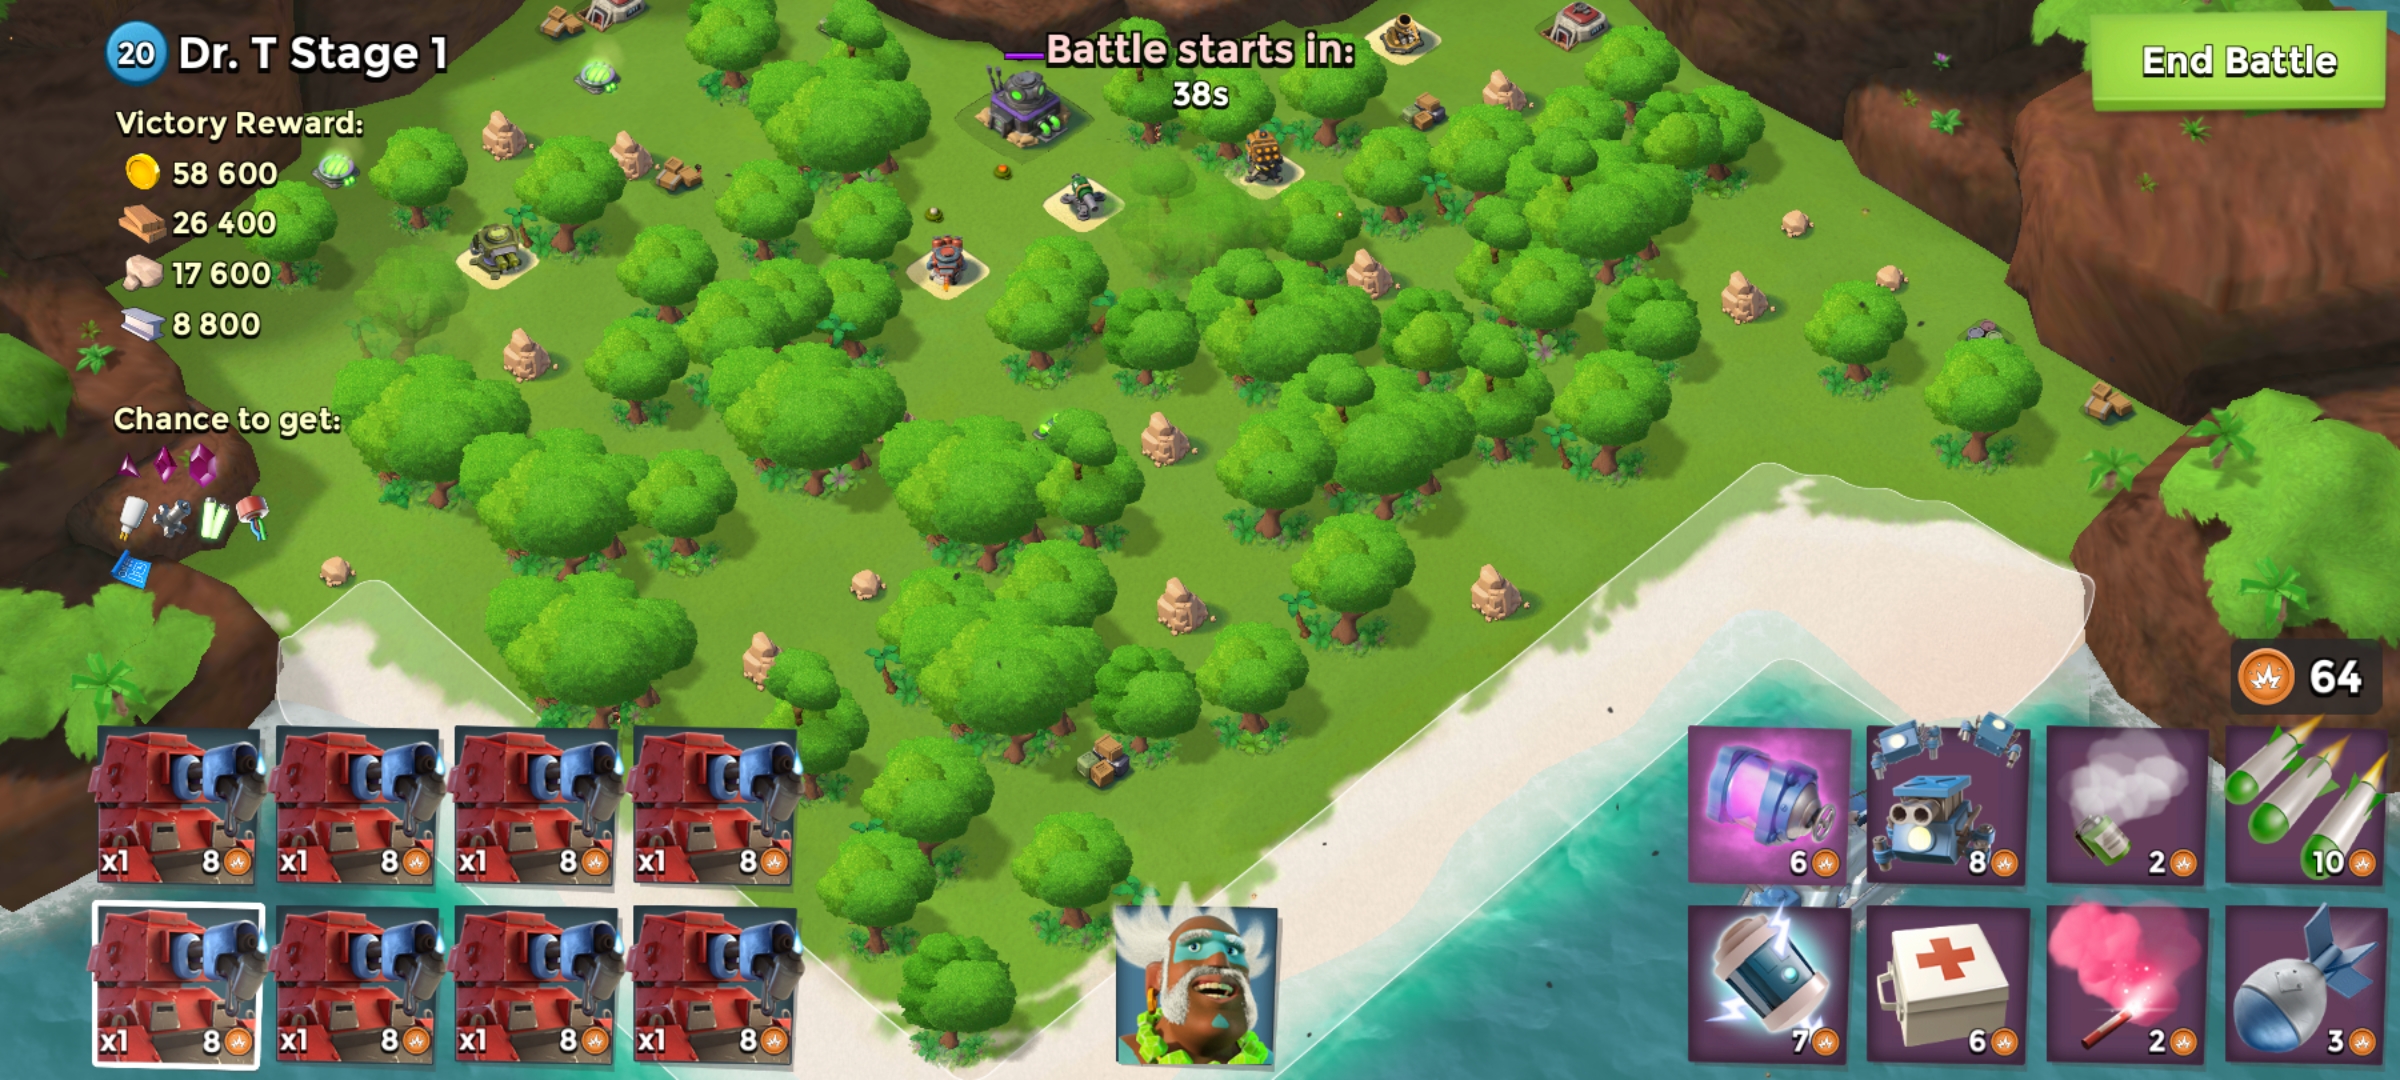 20 Dr. T Stage 1
Battle starts in:
38s
End Battle
Victory Reward:
58 600
26 400
17 600
8 800
Chance to get:
64
x1 8
x1 8
x1 8
x1 8
6
8
2
10
x1 8
x1 8
x1 8
x1 8
7
6
2
3